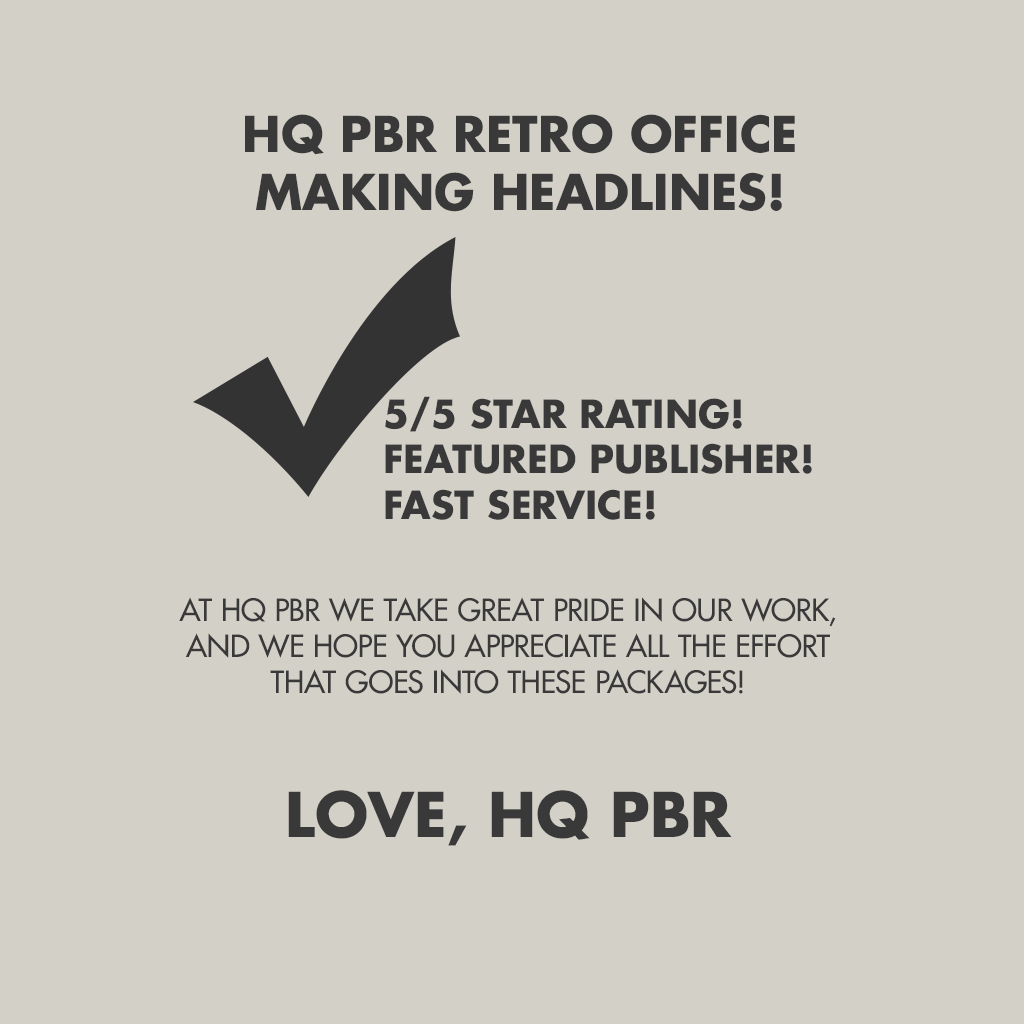 HQ PBR RETRO OFFICE
MAKING HEADLINES!
5/5 STAR RATING!
FEATURED PUBLISHER!
FAST SERVICE!
AT HQ PBR WE TAKE GREAT PRIDE IN OUR WORK,
AND WE HOPE YOU APPRECIATE ALL THE EFFORT
THAT GOES INTO THESE PACKAGES!
LOVE, HQ PBR